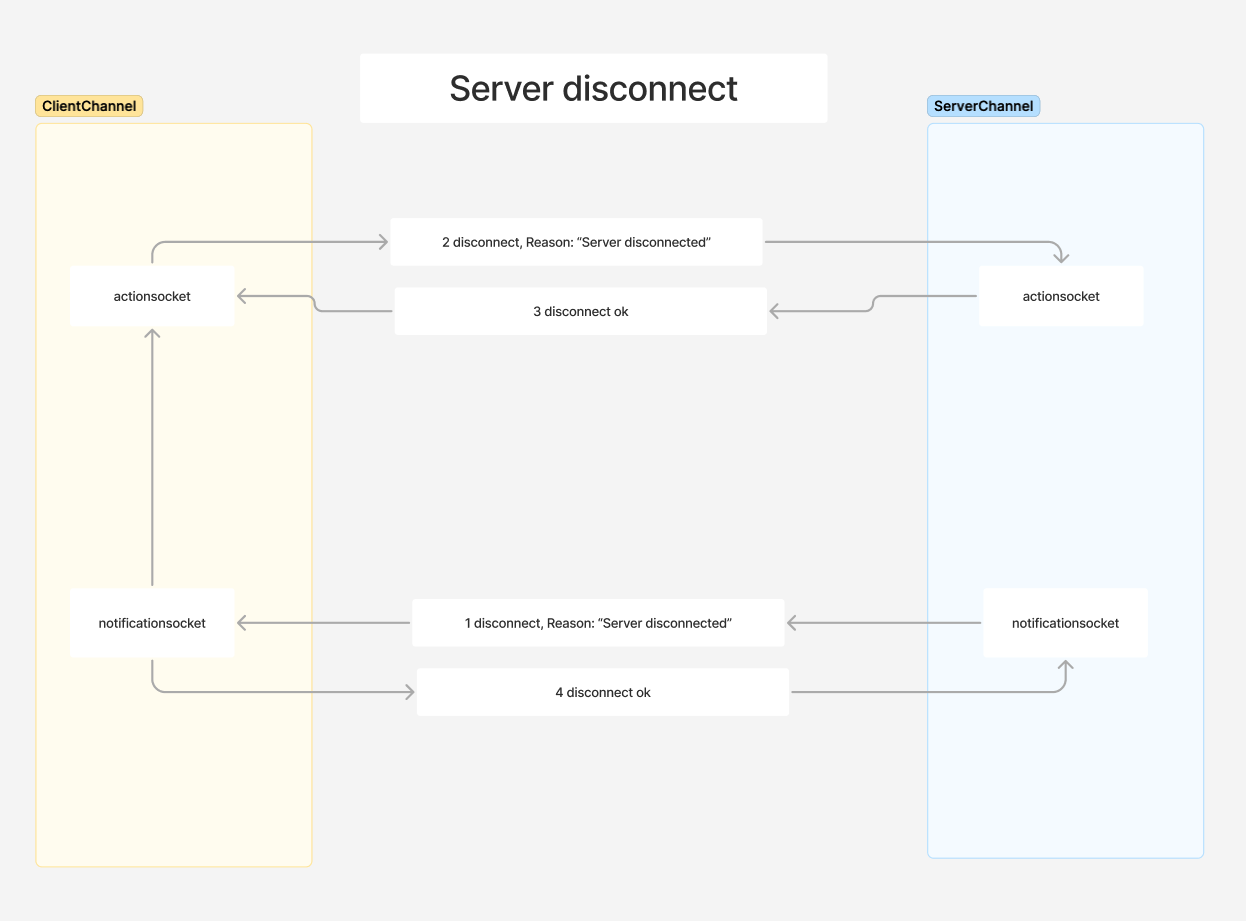 Server disconnect
ClientChannel
ServerChannel
2 disconnect, Reason: “Server disconnected”
actionsocket
actionsocket
3 disconnect ok
notificationsocket
1 disconnect, Reason: “Server disconnected”
notificationsocket
4 disconnect ok